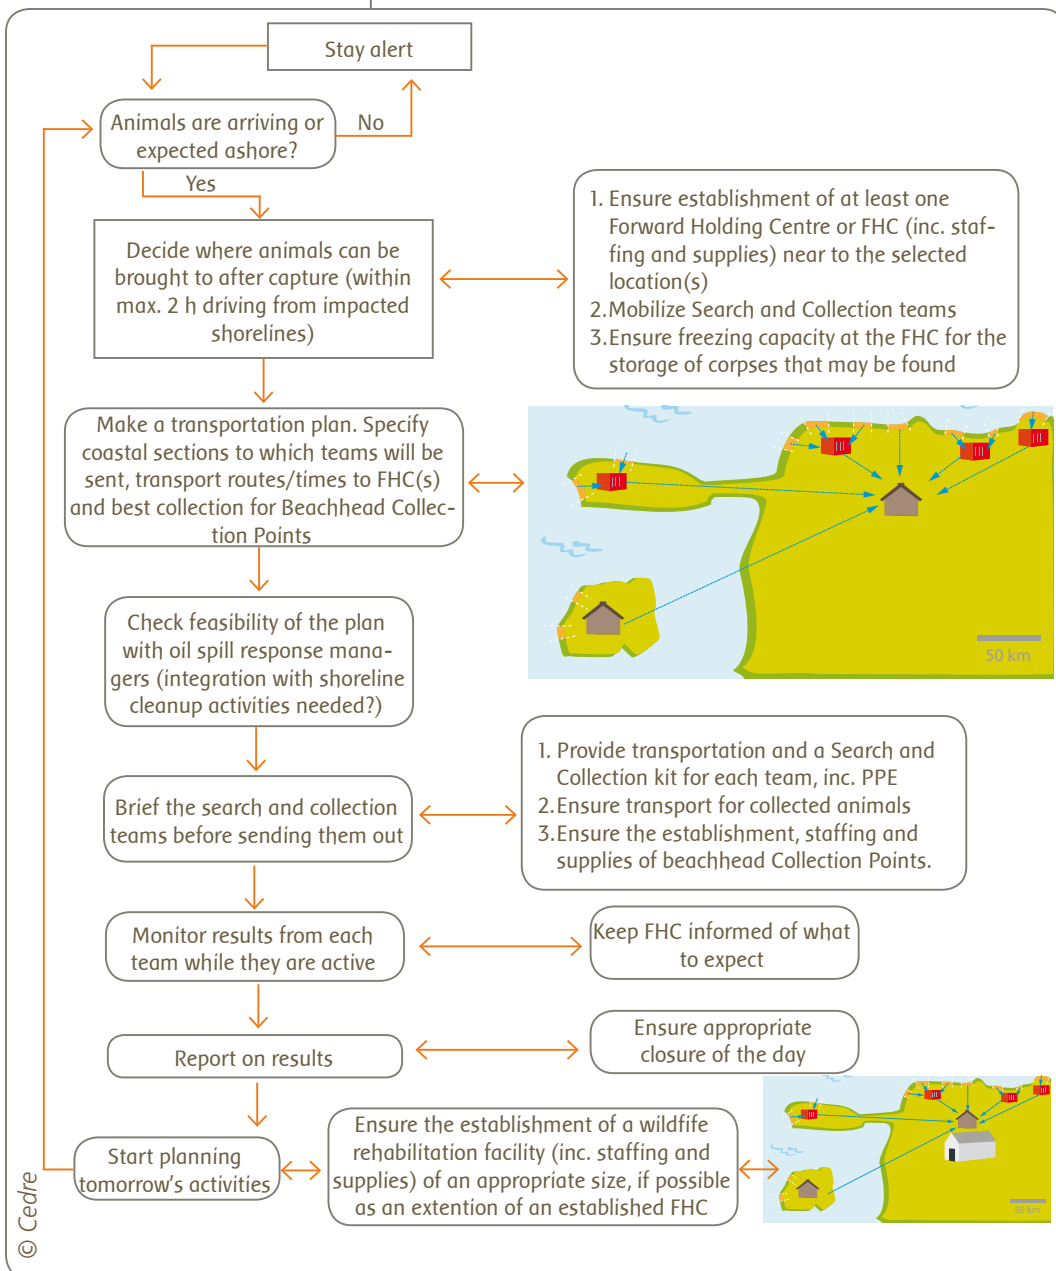 Stay alert
Animals are arriving or
expected ashore?
No
Yes
Decide where animals can be
brought to after capture (within
max. 2 h driving from impacted
shorelines)
1. Ensure establishment of at least one
Forward Holding Centre or FHC (inc. staf-
fing and supplies) near to the selected
location(s)
2.Mobilize Search and Collection teams
3.Ensure freezing capacity at the FHC for the
storage of corpses that may be found
Make a transportation plan. Specify
coastal sections to which teams will be
sent, transport routes/times to FHC(s)
and best collection for Beachhead Collec-
tion Points
50 km
Check feasibility of the plan
with oil spill response mana-
gers (integration with shoreline
cleanup activities needed?)
1. Provide transportation and a Search and
Collection kit for each team, inc. PPE
2.Ensure transport for collected animals
3.Ensure the establishment, staffing and
supplies of beachhead Collection Points.
Brief the search and collection
teams before sending them out
Monitor results from each
team while they are active
Keep FHC informed of what
to expect
Report on results
Ensure appropriate
closure of the day
Start planning
tomorrow's activities
Ensure the establishment of a wildfife
rehabilitation facility (inc. staffing and
supplies) of an appropriate size, if possible
as an extention of an established FHC
50 km
© Cedre